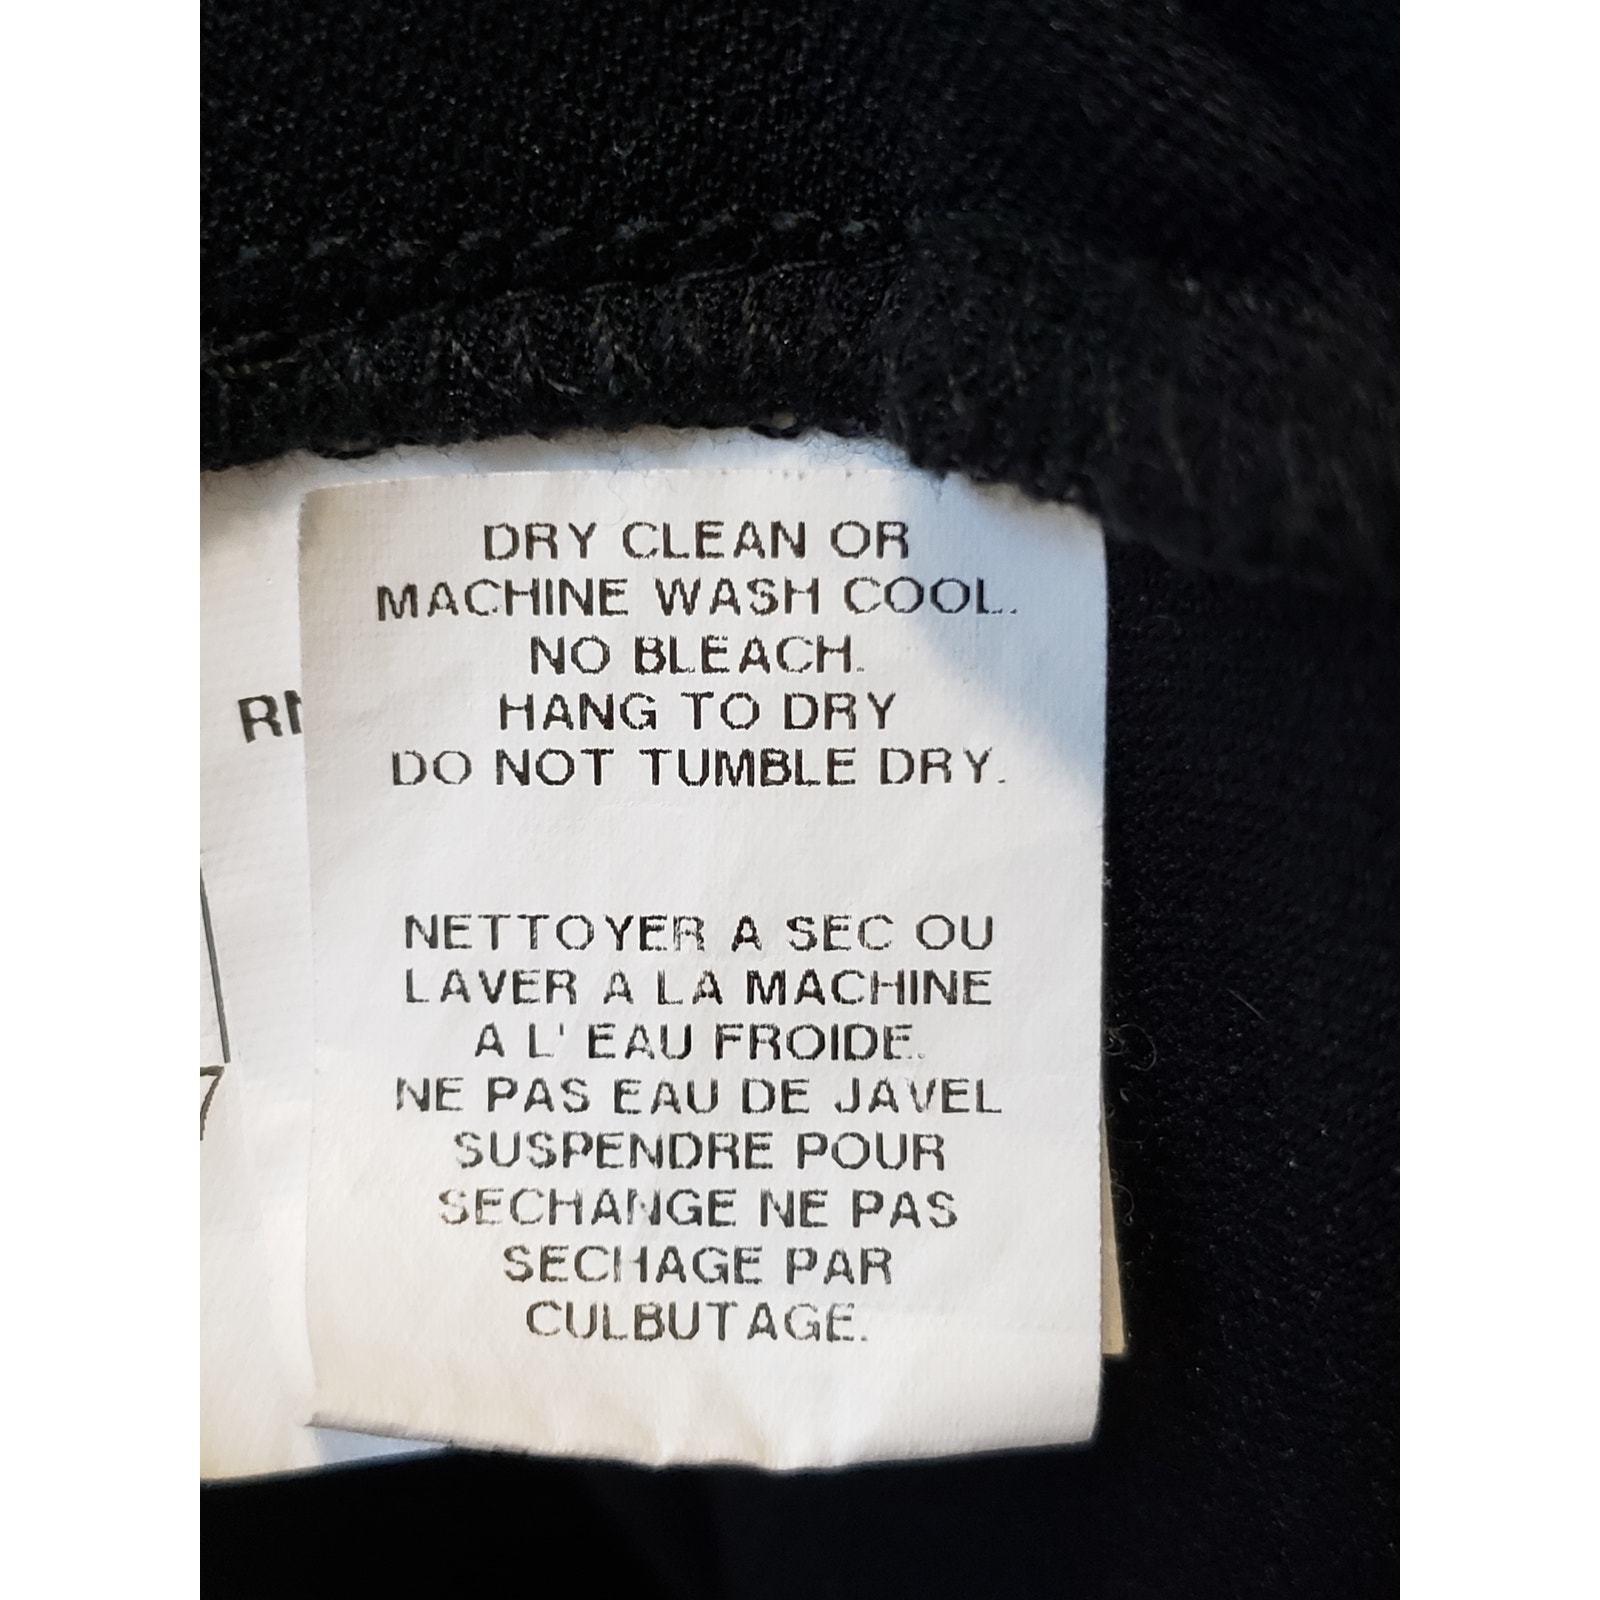 DRY CLEAN OR
MACHINE WASH COOL.
NO BLEACH.
HANG TO DRY
DO NOT TUMBLE DRY.
NETTOYER A SEC OU
LAVER A LA MACHINE
A L' EAU FROIDE.
NE PAS EAU DE JAVEL
SUSPENDRE POUR
SECHANGE NE PAS
SECHAGE PAR
CULBUTAGE.